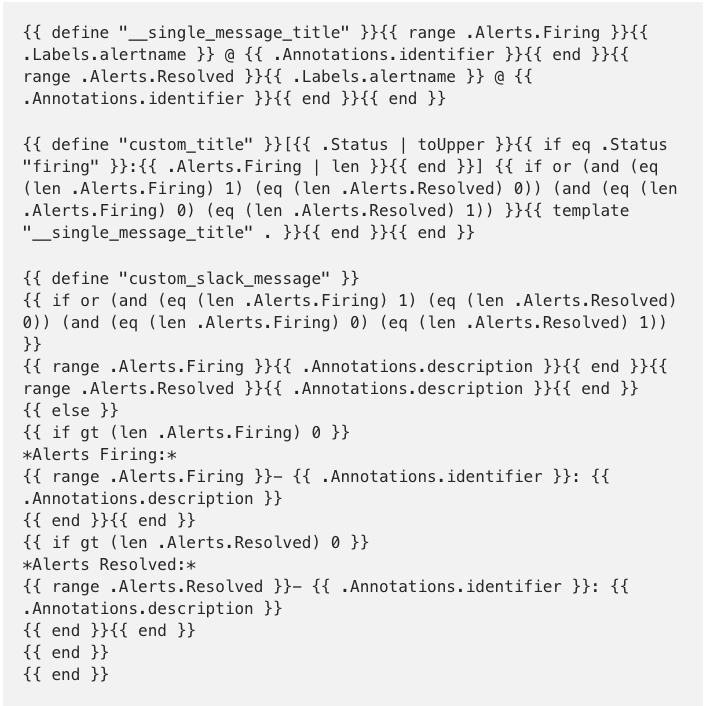 {{ define "__single_message_title" }}{{ range .Alerts.Firing }}{{
.Labels.alertname }} @ {{ .Annotations.identifier }}{{ end }}{{
range .Alerts.Resolved }}{{ .Labels.alertname }} @ {{
.Annotations.identifier }}{{ end }}{{ end }}

{{ define "custom_title" }}[{{ .Status | toUpper }}{{ if eq .Status
"firing" }}:{{ .Alerts.Firing | len }}{{ end }}] {{ if or (and (eq
(len .Alerts.Firing) 1) (eq (len .Alerts.Resolved) 0)) (and (eq (len
.Alerts.Firing) 0) (eq (len .Alerts.Resolved) 1)) }}{{ template
"__single_message_title" . }}{{ end }}{{ end }}

{{ define "custom_slack_message" }}
{{ if or (and (eq (len .Alerts.Firing) 1) (eq (len .Alerts.Resolved)
0)) (and (eq (len .Alerts.Firing) 0) (eq (len .Alerts.Resolved) 1))
}}
{{ range .Alerts.Firing }}{{ .Annotations.description }}{{ end }}{{
range .Alerts.Resolved }}{{ .Annotations.description }}{{ end }}
{{ else }}
{{ if gt (len .Alerts.Firing) 0 }}
*Alerts Firing:*
{{ range .Alerts.Firing }}- {{ .Annotations.identifier }}: {{
.Annotations.description }}
{{ end }}{{ end }}
{{ if gt (len .Alerts.Resolved) 0 }}
*Alerts Resolved:*
{{ range .Alerts.Resolved }}- {{ .Annotations.identifier }}: {{
.Annotations.description }}
{{ end }}{{ end }}
{{ end }}
{{ end }}